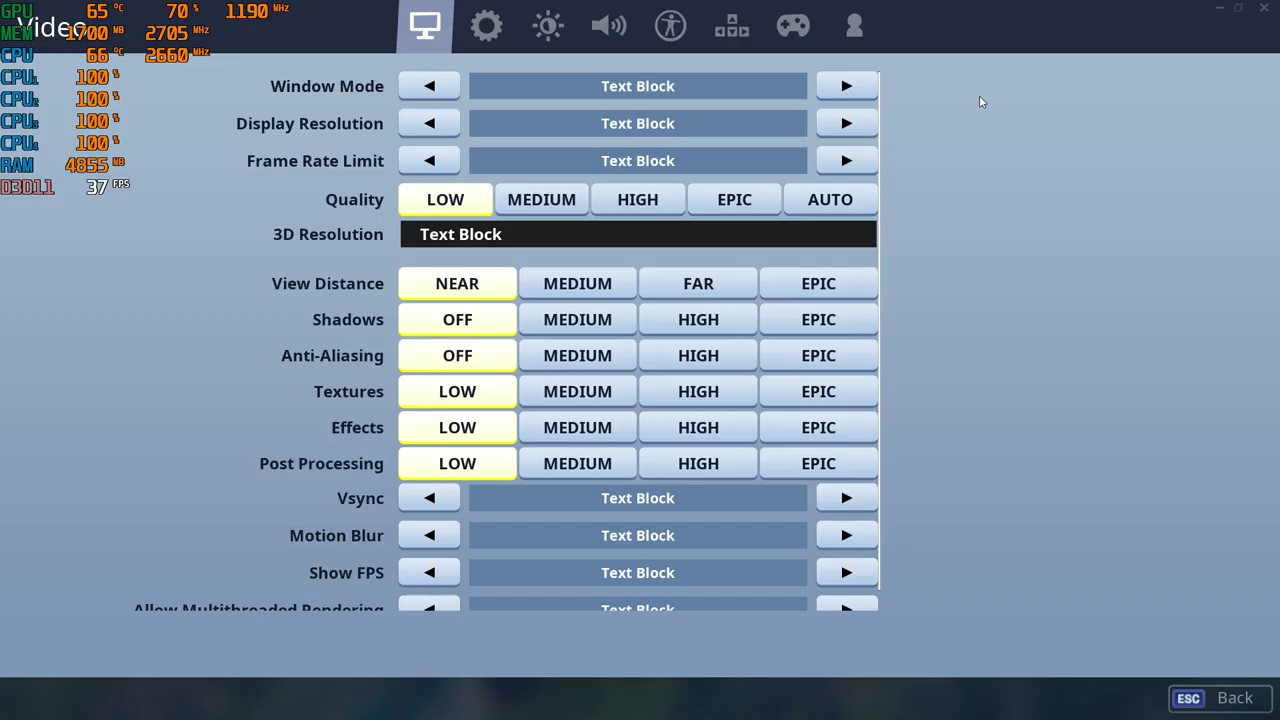 Video
GPU 65 °C 70 % 1190 MHz
MEM 1700 MB 2705 MHz
CPU 66 °C 2660 MHz
CPU1 100 %
CPU2 100 %
CPU3 100 %
CPU4 100 %
RAM 4855 MB
D3D11 37 FPS
Window Mode Text Block
Display Resolution Text Block
Frame Rate Limit Text Block
Quality LOW MEDIUM HIGH EPIC AUTO
3D Resolution Text Block
View Distance NEAR MEDIUM FAR EPIC
Shadows OFF MEDIUM HIGH EPIC
Anti-Aliasing OFF MEDIUM HIGH EPIC
Textures LOW MEDIUM HIGH EPIC
Effects LOW MEDIUM HIGH EPIC
Post Processing LOW MEDIUM HIGH EPIC
Vsync Text Block
Motion Blur Text Block
Show FPS Text Block
Allow Multithreaded Rendering Text Block
ESC Back